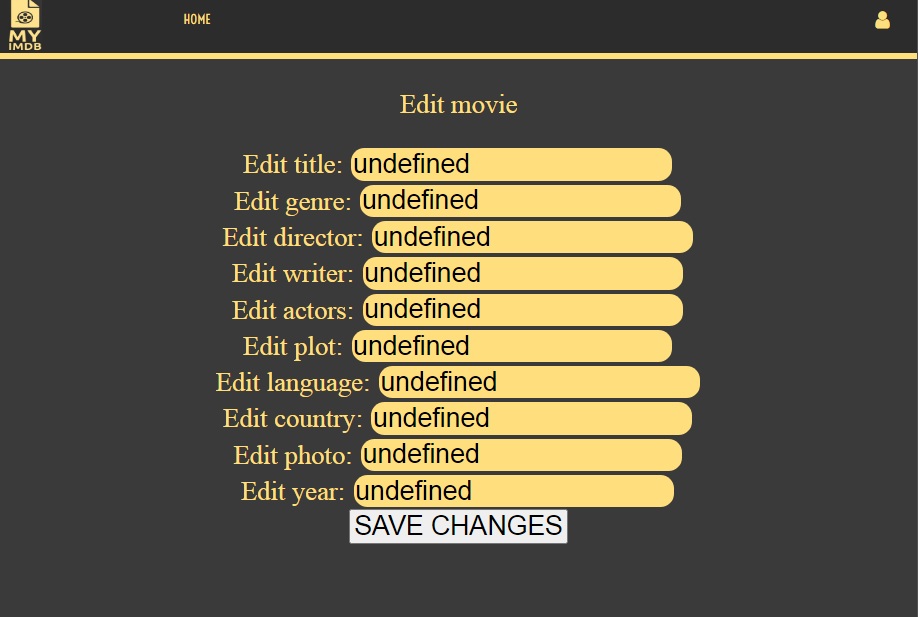 MY
IMDB
HOME
Edit movie
Edit title: undefined
Edit genre: undefined
Edit director: undefined
Edit writer: undefined
Edit actors: undefined
Edit plot: undefined
Edit language: undefined
Edit country: undefined
Edit photo: undefined
Edit year: undefined
SAVE CHANGES